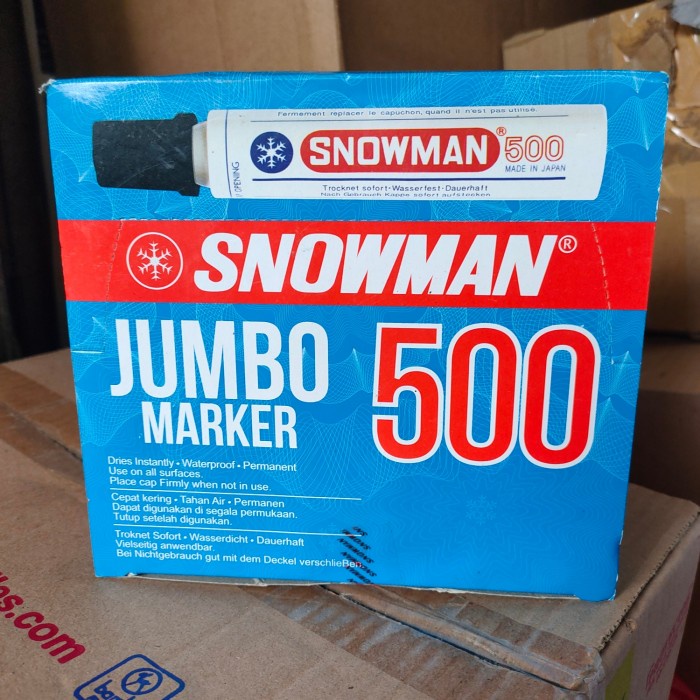 Fermement replacer le capuchon, quand il n'est pas utilisé.
OPENING
SNOWMAN® 500
MADE IN JAPAN
Trocknet sofort-Wasserfest-Dauerhaft
Nach Gebrauch Kappe sofort aufstecken
SNOWMAN®
JUMBO
MARKER
500
Dries Instantly • Waterproof • Permanent
Use on all surfaces.
Place cap Firmly when not in use.
Cepat kering • Tahan Air • Permanen
Dapat digunakan di segala permukaan.
Tutup setelah digunakan.
Troknet Sofort • Wasserdicht • Dauerhaft
Vielseitig anwendbar.
Bei Nichtgebrauch gut mit dem Deckel verschließen.
os.com